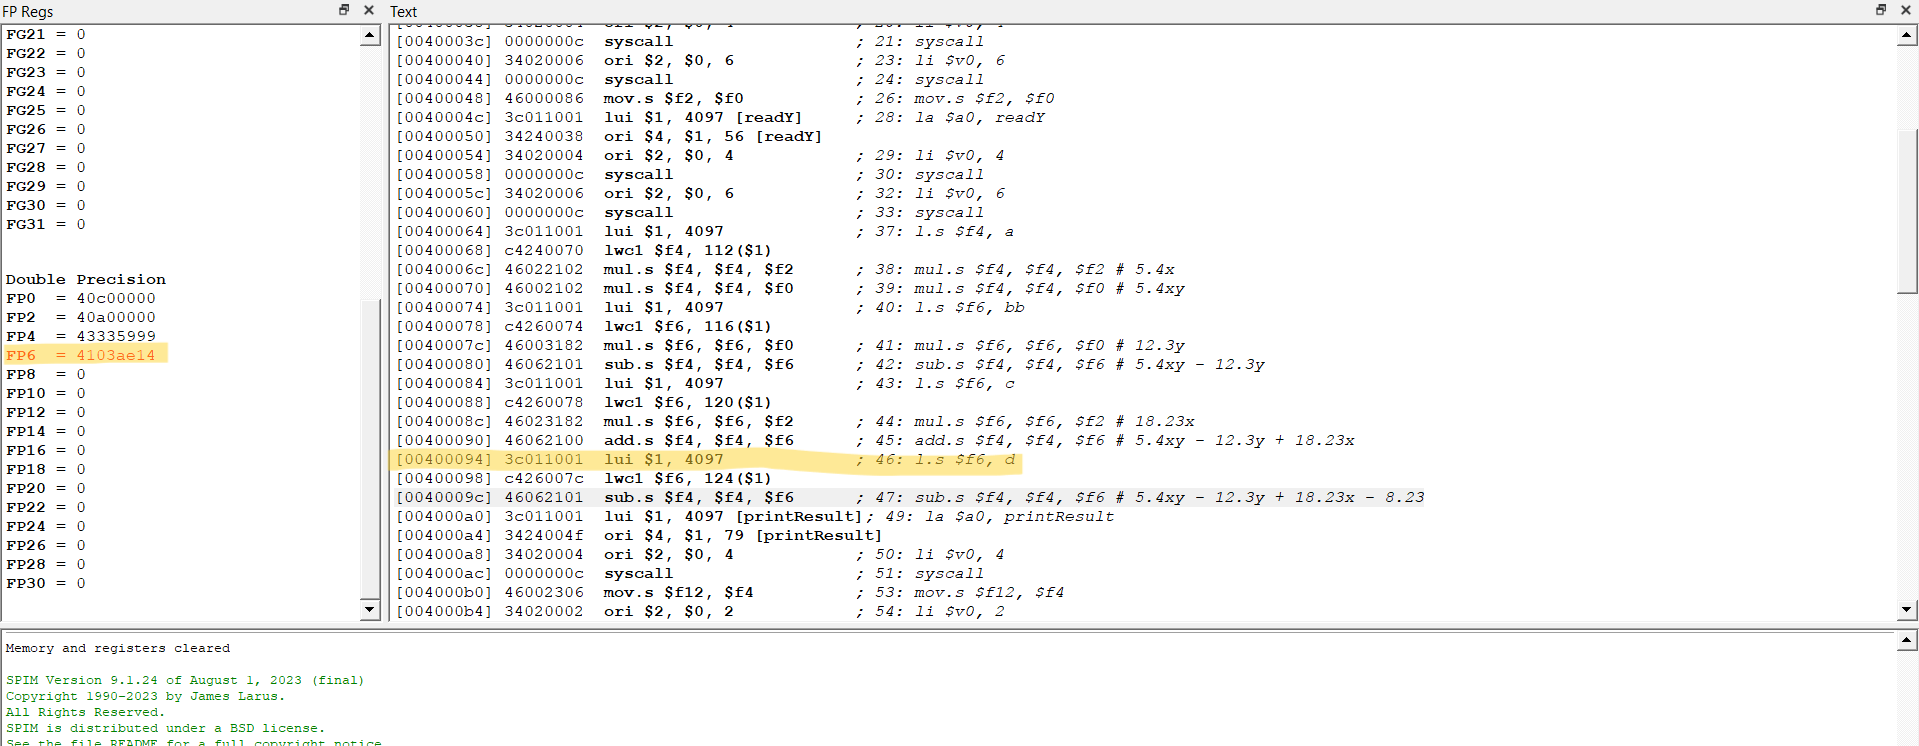 FP Regs
FG21 = 0
FG22 = 0
FG23 = 0
FG24 = 0
FG25 = 0
FG26 = 0
FG27 = 0
FG28 = 0
FG29 = 0
FG30 = 0
FG31 = 0
Double Precision
FP0  = 40c00000
FP2  = 40a00000
FP4  = 43335999
FP6  = 4103ae14
FP8  = 0
FP10 = 0
FP12 = 0
FP14 = 0
FP16 = 0
FP18 = 0
FP20 = 0
FP22 = 0
FP24 = 0
FP26 = 0
FP28 = 0
FP30 = 0
Text
[0040003c] 0000000c  syscall                  ; 21: syscall
[00400040] 34020006  ori $2, $0, 6            ; 23: li $v0, 6
[00400044] 0000000c  syscall                  ; 24: syscall
[00400048] 46000086  mov.s $f2, $f0           ; 26: mov.s $f2, $f0
[0040004c] 3c011001  lui $1, 4097 [readY]     ; 28: la $a0, readY
[00400050] 34240038  ori $4, $1, 56 [readY]
[00400054] 34020004  ori $2, $0, 4            ; 29: li $v0, 4
[00400058] 0000000c  syscall                  ; 30: syscall
[0040005c] 34020006  ori $2, $0, 6            ; 32: li $v0, 6
[00400060] 0000000c  syscall                  ; 33: syscall
[00400064] 3c011001  lui $1, 4097             ; 37: l.s $f4, a
[00400068] c4240070  lwc1 $f4, 112($1)
[0040006c] 46022102  mul.s $f4, $f4, $f2      ; 38: mul.s $f4, $f4, $f2 # 5.4x
[00400070] 46002102  mul.s $f4, $f4, $f0      ; 39: mul.s $f4, $f4, $f0 # 5.4xy
[00400074] 3c011001  lui $1, 4097             ; 40: l.s $f6, bb
[00400078] c4260074  lwc1 $f6, 116($1)
[0040007c] 46003182  mul.s $f6, $f6, $f0      ; 41: mul.s $f6, $f6, $f0 # 12.3y
[00400080] 46062101  sub.s $f4, $f4, $f6      ; 42: sub.s $f4, $f4, $f6 # 5.4xy - 12.3y
[00400084] 3c011001  lui $1, 4097             ; 43: l.s $f6, c
[00400088] c4260078  lwc1 $f6, 120($1)
[0040008c] 46023182  mul.s $f6, $f6, $f2      ; 44: mul.s $f6, $f6, $f2 # 18.23x
[00400090] 46062100  add.s $f4, $f4, $f6      ; 45: add.s $f4, $f4, $f6 # 5.4xy - 12.3y + 18.23x
[00400094] 3c011001  lui $1, 4097             ; 46: l.s $f6, d
[00400098] c426007c  lwc1 $f6, 124($1)
[0040009c] 46062101  sub.s $f4, $f4, $f6      ; 47: sub.s $f4, $f4, $f6 # 5.4xy - 12.3y + 18.23x - 8.23
[004000a0] 3c011001  lui $1, 4097 [printResult]; 49: la $a0, printResult
[004000a4] 3424004f  ori $4, $1, 79 [printResult]
[004000a8] 34020004  ori $2, $0, 4            ; 50: li $v0, 4
[004000ac] 0000000c  syscall                  ; 51: syscall
[004000b0] 46002306  mov.s $f12, $f4          ; 53: mov.s $f12, $f4
[004000b4] 34020002  ori $2, $0, 2            ; 54: li $v0, 2
Memory and registers cleared
SPIM Version 9.1.24 of August 1, 2023 (final)
Copyright 1990-2023 by James Larus.
All Rights Reserved.
SPIM is distributed under a BSD license.
See the file README for a full copyright notice